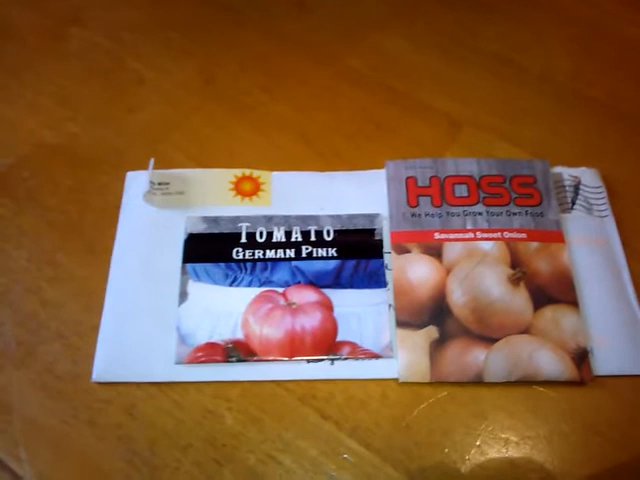 TOMATO
GERMAN PINK
HOSS
We Help You Grow Your Own Food
Savannah Sweet Onion